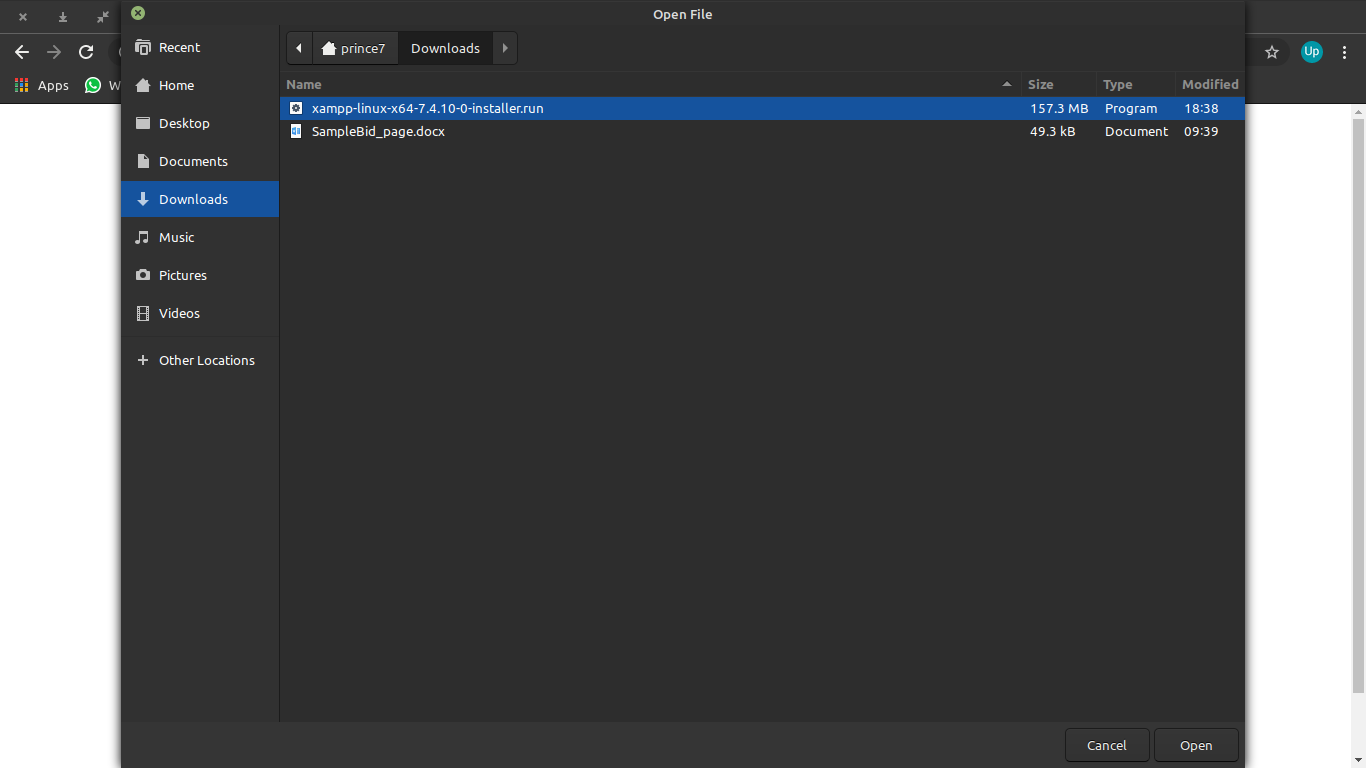 Open File
Up
Apps
W
Recent
Home
Desktop
Documents
Downloads
Music
Pictures
Videos
Other Locations
prince7 Downloads
Name Size Type Modified
xampp-linux-x64-7.4.10-0-installer.run 157.3 MB Program 18:38
SampleBid_page.docx 49.3 kB Document 09:39
Cancel Open